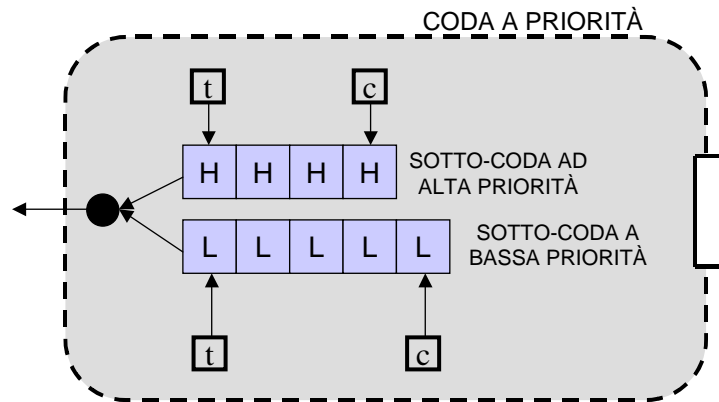 CODA A PRIORITÀ
t c
H H H H
SOTTO-CODA AD
ALTA PRIORITÀ
L L L L L
SOTTO-CODA A
BASSA PRIORITÀ
t c